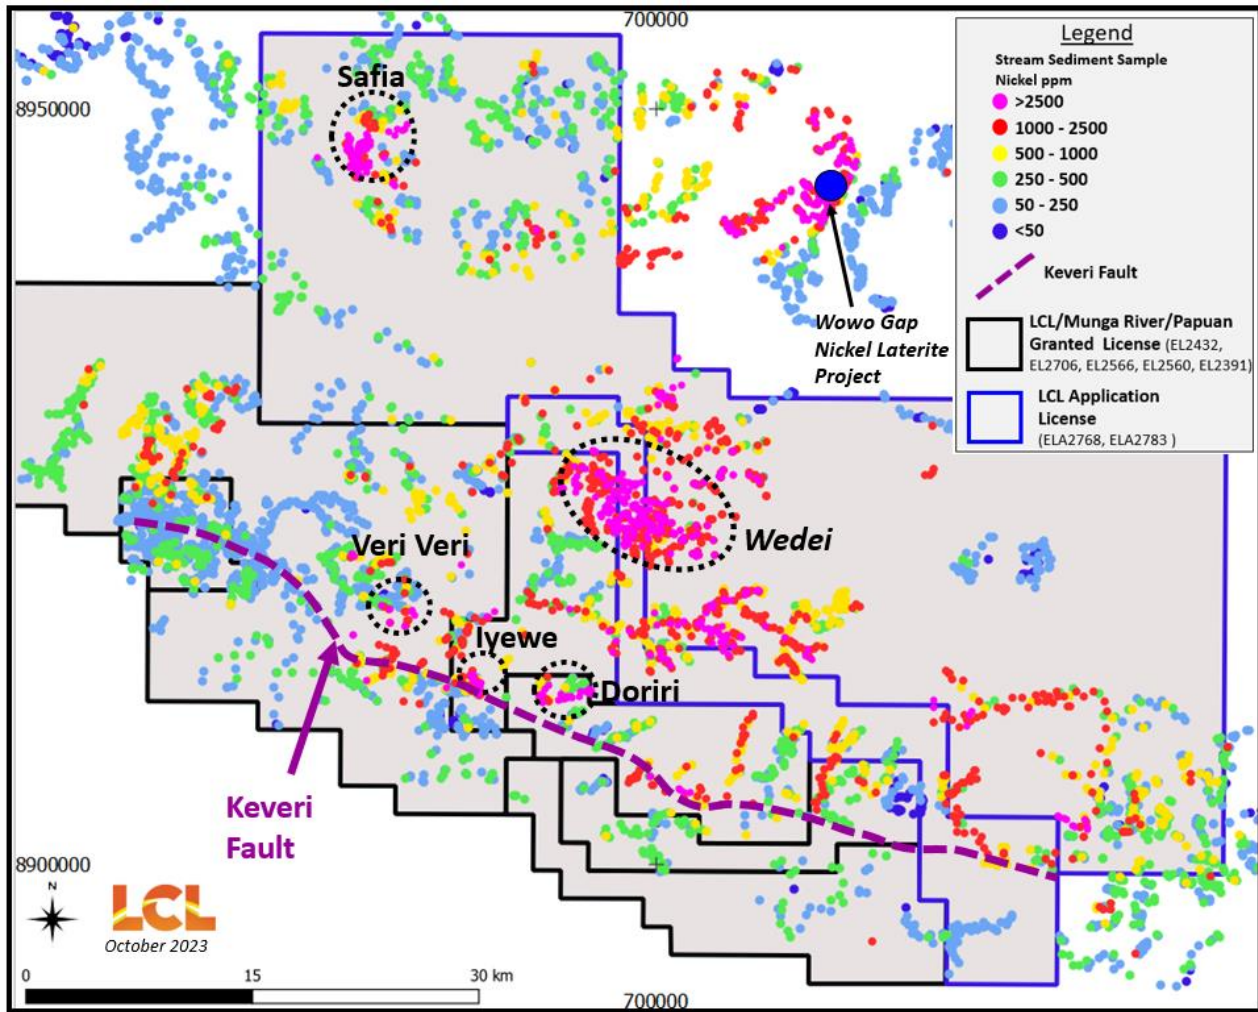 700000
Legend
Stream Sediment Sample
Nickel ppm
>2500
1000 - 2500
500 - 1000
250 - 500
50 - 250
<50
Keveri Fault
LCL/Munga River/Papuan
Granted License (EL2432,
EL2706, EL2566, EL2560, EL2391)
LCL Application
License
(ELA2768, ELA2783 )
Safia
8950000
Wowo Gap
Nickel Laterite
Project
Wedei
Veri Veri
Iyewe
Doriri
Keveri
Fault
8900000
N
LCL
October 2023
0 15 30 km
700000